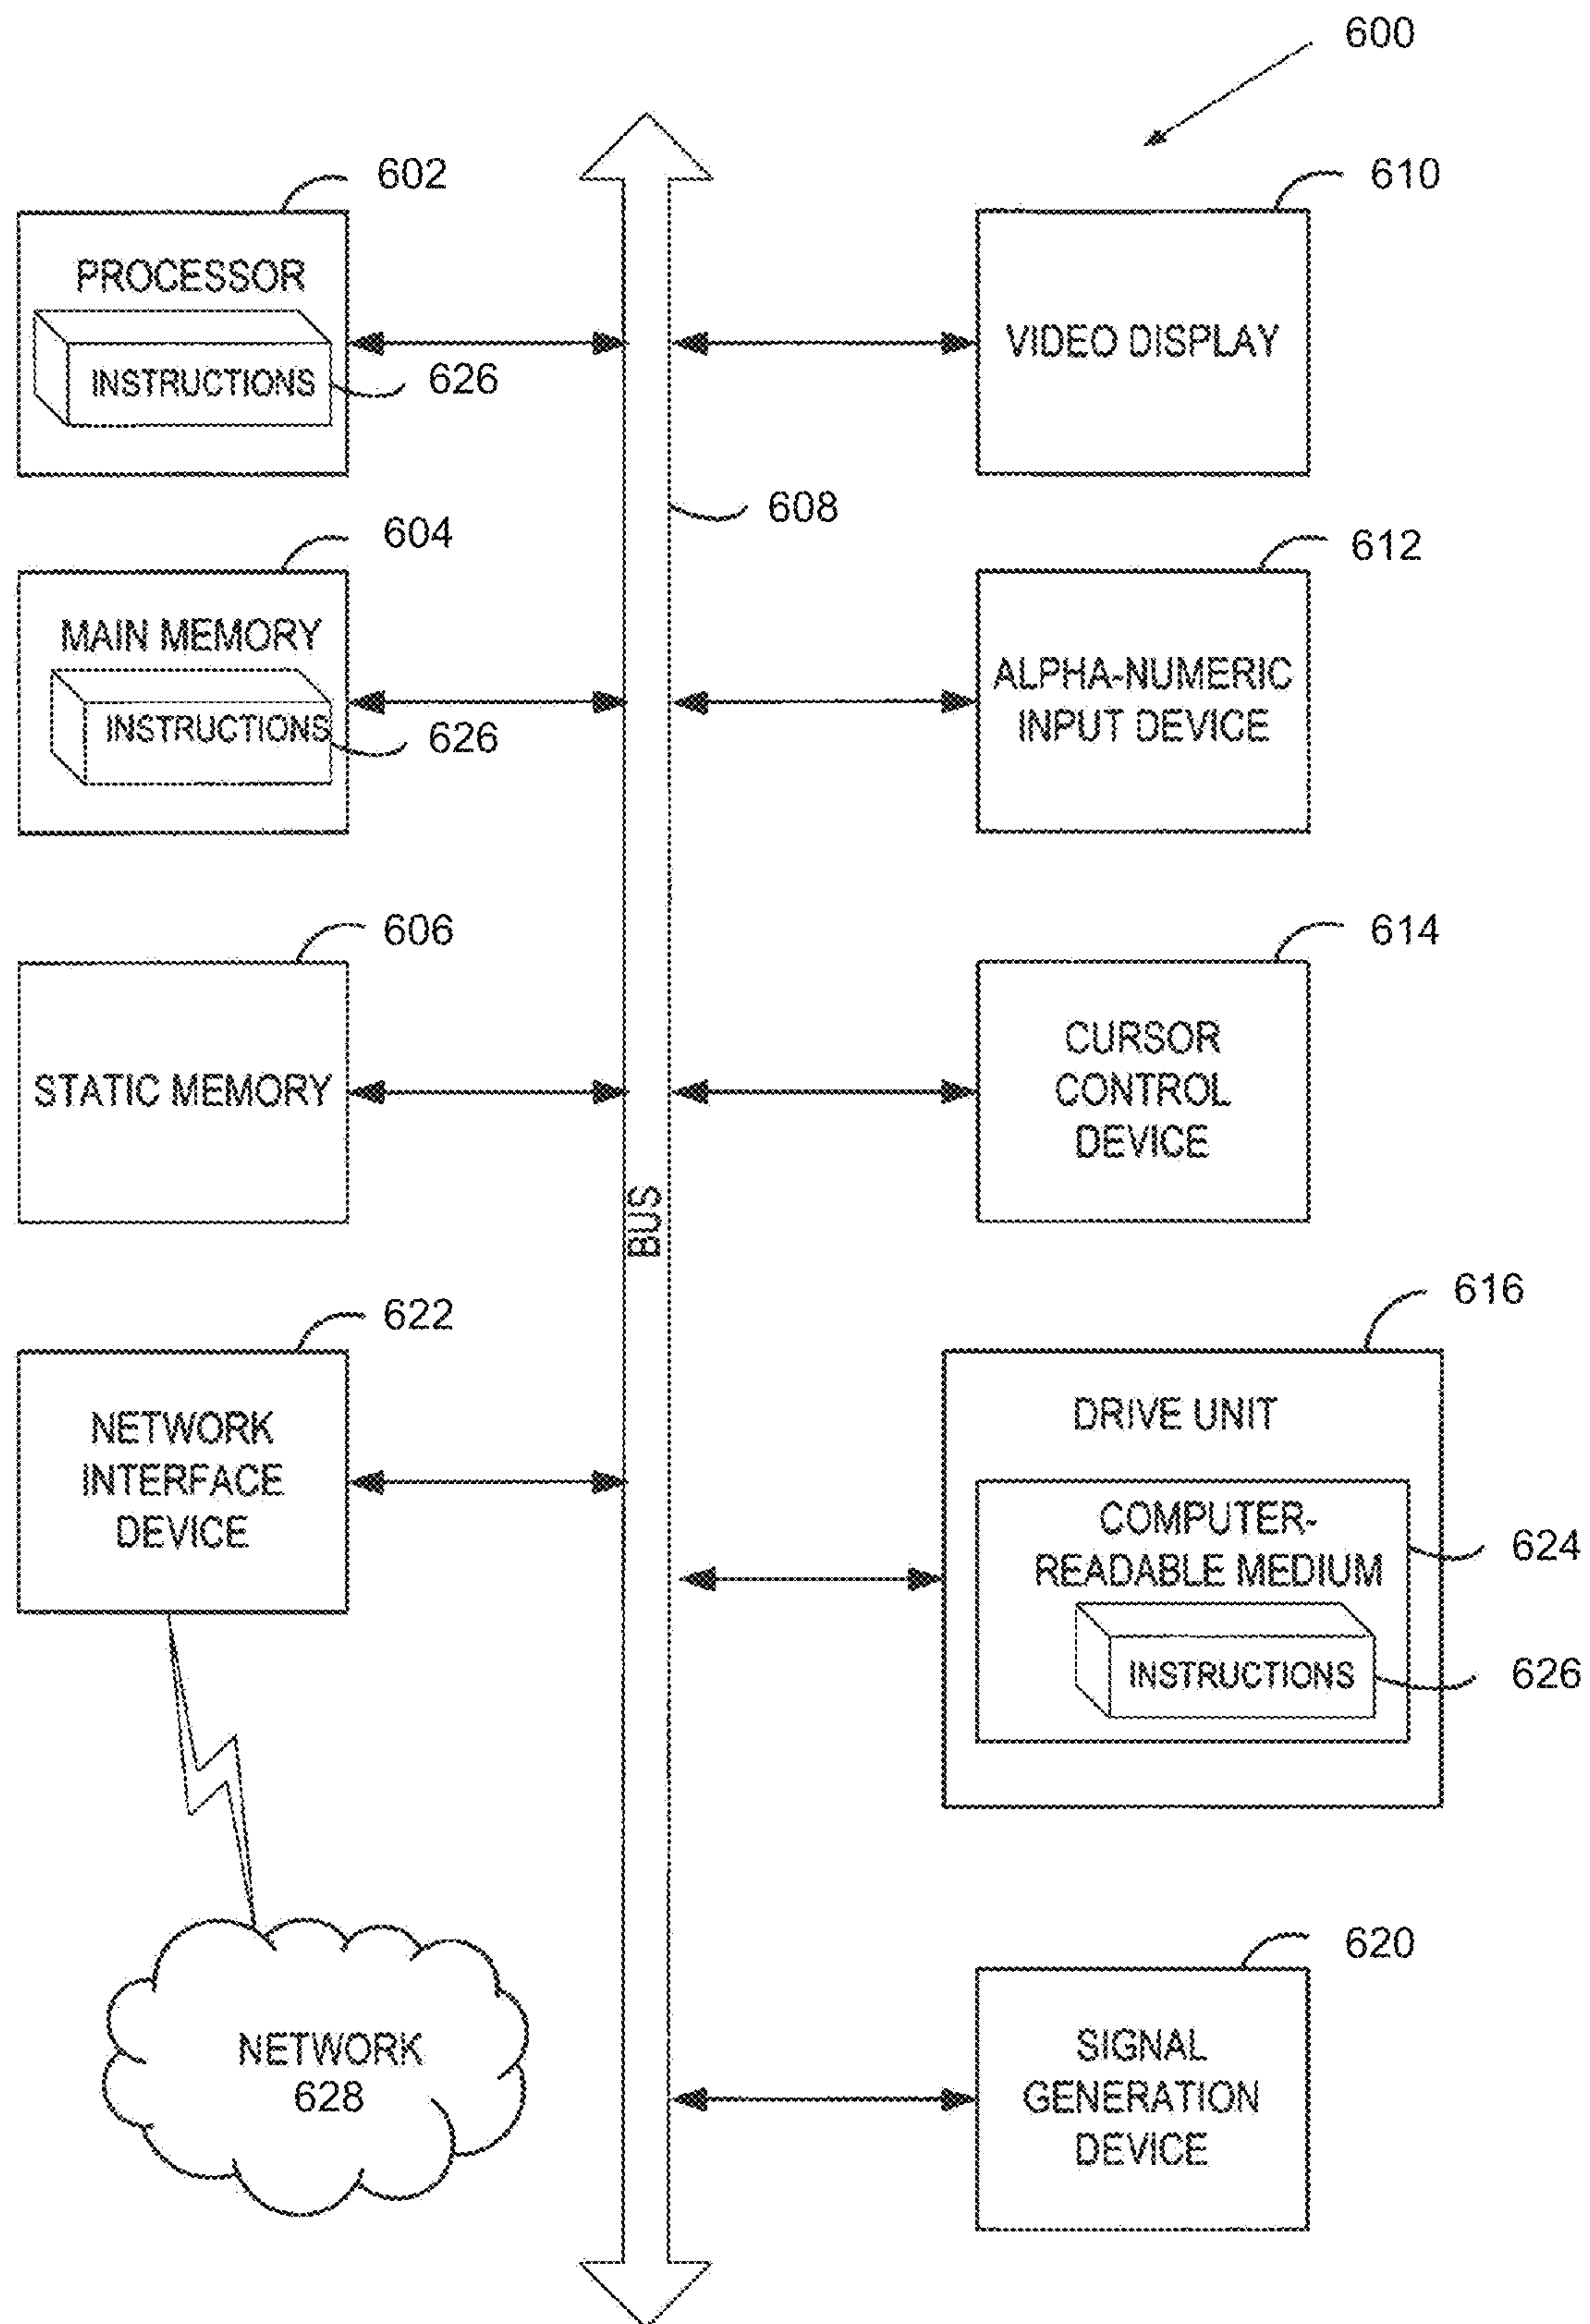 600
602
PROCESSOR
INSTRUCTIONS
626
610
VIDEO DISPLAY
608
604
MAIN MEMORY
INSTRUCTIONS
626
612
ALPHA-NUMERIC
INPUT DEVICE
606
STATIC MEMORY
614
CURSOR
CONTROL
DEVICE
BUS
622
NETWORK
INTERFACE
DEVICE
616
DRIVE UNIT
COMPUTER-
READABLE MEDIUM
624
INSTRUCTIONS
626
NETWORK
628
620
SIGNAL
GENERATION
DEVICE